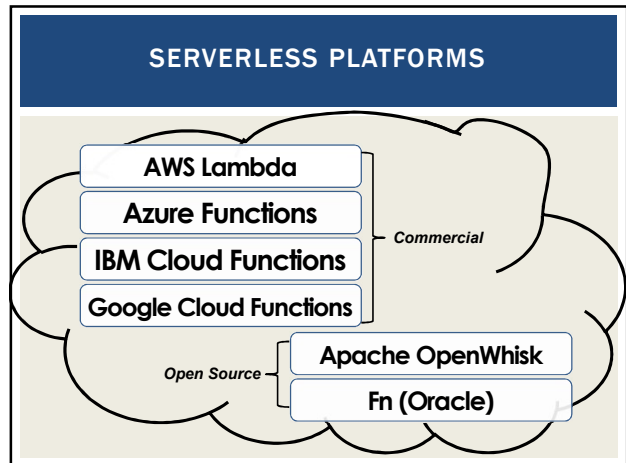 SERVERLESS PLATFORMS
AWS Lambda
Azure Functions
Commercial
IBM Cloud Functions
Google Cloud Functions
Apache OpenWhisk
Open Source
Fn (Oracle)